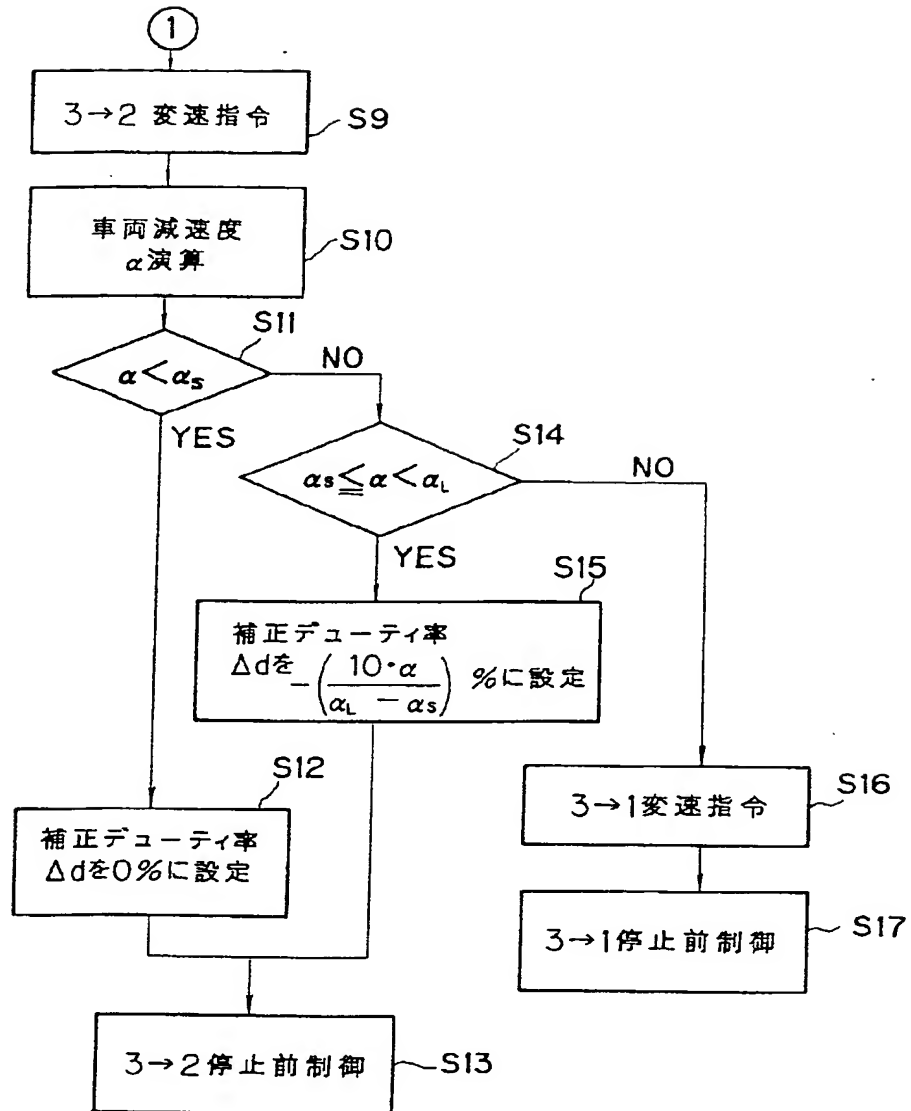 1
3→2 変速指令
S9
車両減速度
α演算
S10
S11
α<αs
NO
YES
S14
αs≦α<αL
NO
YES
S15
補正デューティ率
Δdを-(10・α/αL - αs) %に設定
S12
補正デューティ率
Δdを0%に設定
S16
3→1変速指令
3→1停止前制御
S17
3→2停止前制御
S13